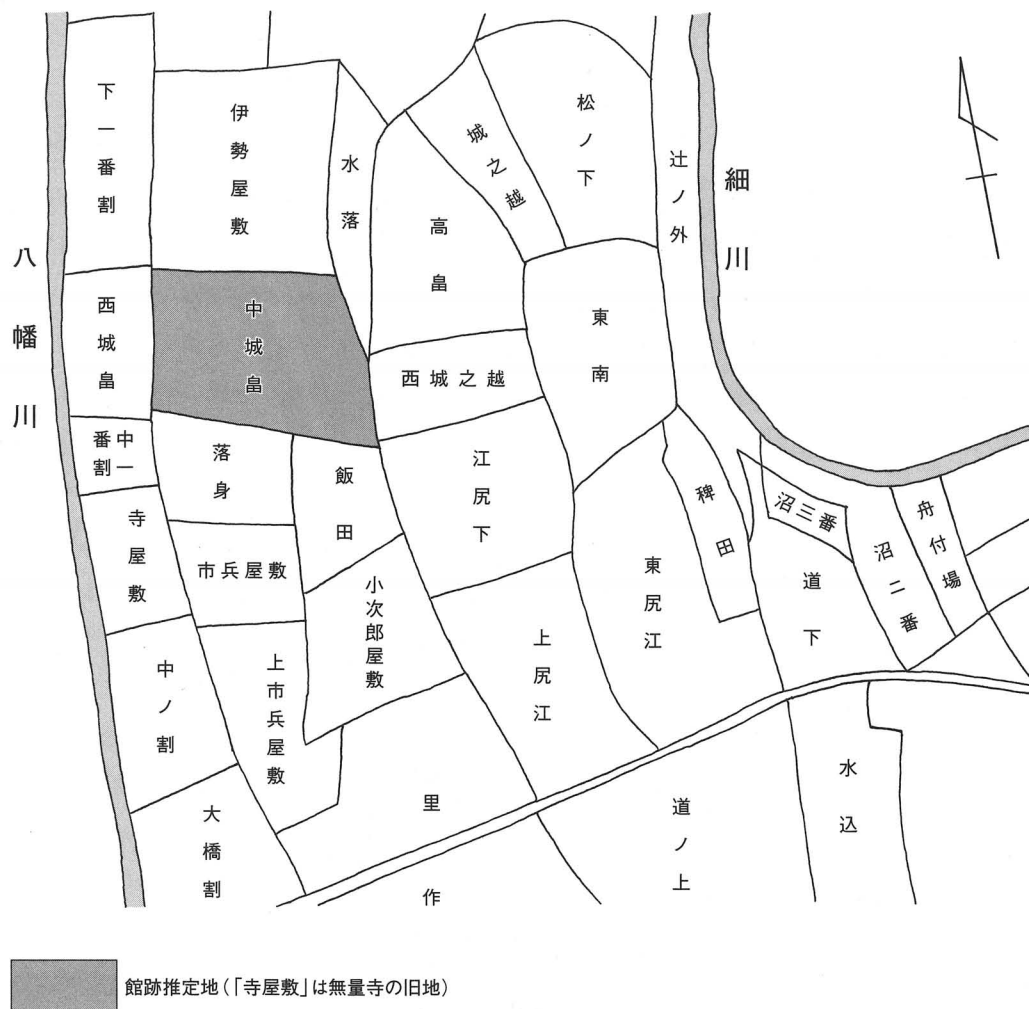 下一番割
伊勢屋敷
水落
城之越
松ノ下
辻ノ外
細川
高畠
八幡川
西城畠
中城畠
東南
西城之越
中一番割
落身
飯田
江尻下
稗田
沼三番
舟付場
寺屋敷
市兵屋敷
小次郎屋敷
東尻江
道下
沼二番
中ノ割
上市兵屋敷
上尻江
大橋割
里
道ノ上
水込
作
館跡推定地(「寺屋敷」は無量寺の旧地)